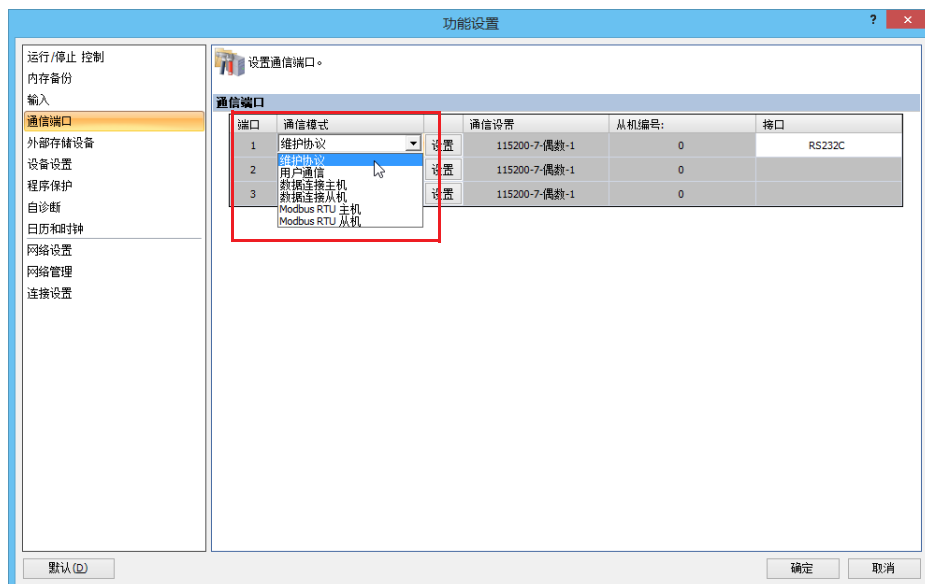 功能设置
? ×
运行/停止 控制
内存备份
输入
通信端口
外部存储设备
设备设置
程序保护
自诊断
日历和时钟
网络设置
网络管理
连接设置
设置通信端口。
通信端口
端口 通信模式 通信设置 从机编号: 接口
1 维护协议 设置 115200-7-偶数-1 0 RS232C
2 设置 115200-7-偶数-1 0
3 设置 115200-7-偶数-1 0
维护协议
用户通信
数据连接主机
数据连接从机
Modbus RTU 主机
Modbus RTU 从机
默认(D) 确定 取消